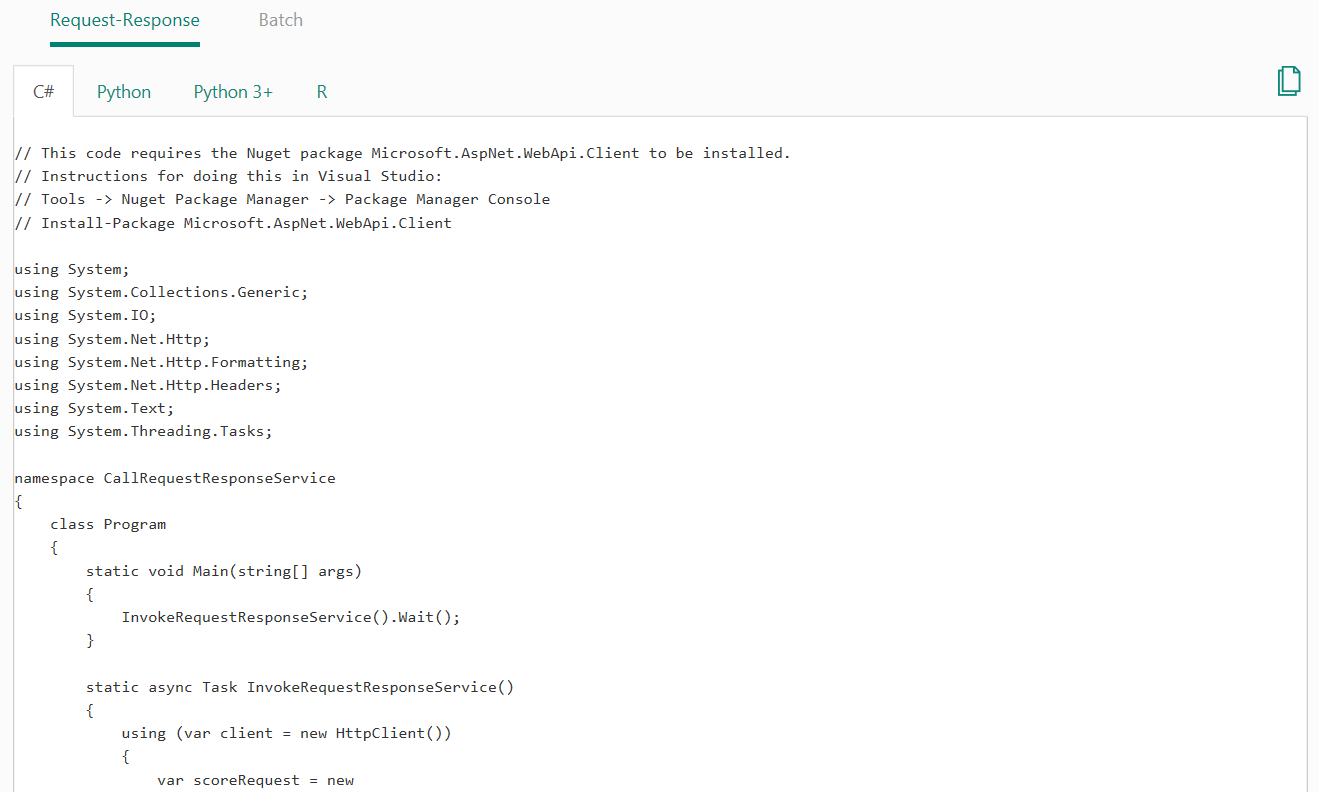 Request-Response Batch
C# Python Python 3+ R
// This code requires the Nuget package Microsoft.AspNet.WebApi.Client to be installed.
// Instructions for doing this in Visual Studio:
// Tools -> Nuget Package Manager -> Package Manager Console
// Install-Package Microsoft.AspNet.WebApi.Client

using System;
using System.Collections.Generic;
using System.IO;
using System.Net.Http;
using System.Net.Http.Formatting;
using System.Net.Http.Headers;
using System.Text;
using System.Threading.Tasks;

namespace CallRequestResponseService
{
    class Program
    {
        static void Main(string[] args)
        {
            InvokeRequestResponseService().Wait();
        }

        static async Task InvokeRequestResponseService()
        {
            using (var client = new HttpClient())
            {
                var scoreRequest = new